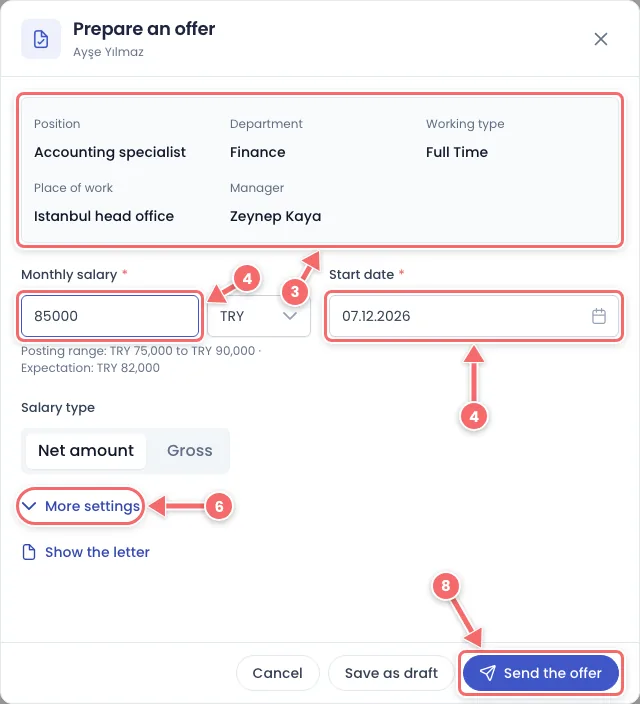 Prepare an offer
Ayşe Yılmaz
Position
Department
Working type
Accounting specialist
Finance
Full Time
Place of work
Manager
Istanbul head office
Zeynep Kaya
Monthly salary *
4
3
Start date *
85000
TRY
07.12.2026
Posting range: TRY 75,000 to TRY 90,000 ·
Expectation: TRY 82,000
4
Salary type
Net amount
Gross
More settings
6
Show the letter
8
Cancel
Save as draft
Send the offer